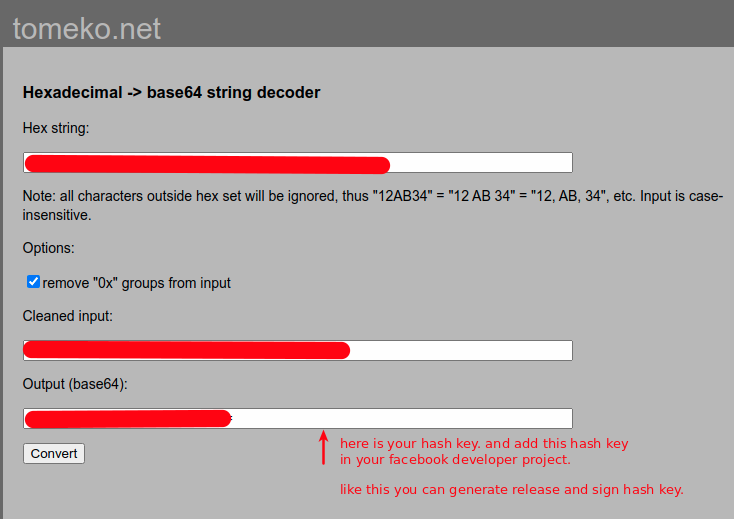 tomeko.net
Hexadecimal -> base64 string decoder
Hex string:
Note: all characters outside hex set will be ignored, thus "12AB34" = "12 AB 34" = "12, AB, 34", etc. Input is case-
insensitive.
Options:
remove "0x" groups from input
Cleaned input:
Output (base64):
here is your hash key. and add this hash key
in your facebook developer project.
Convert
like this you can generate release and sign hash key.